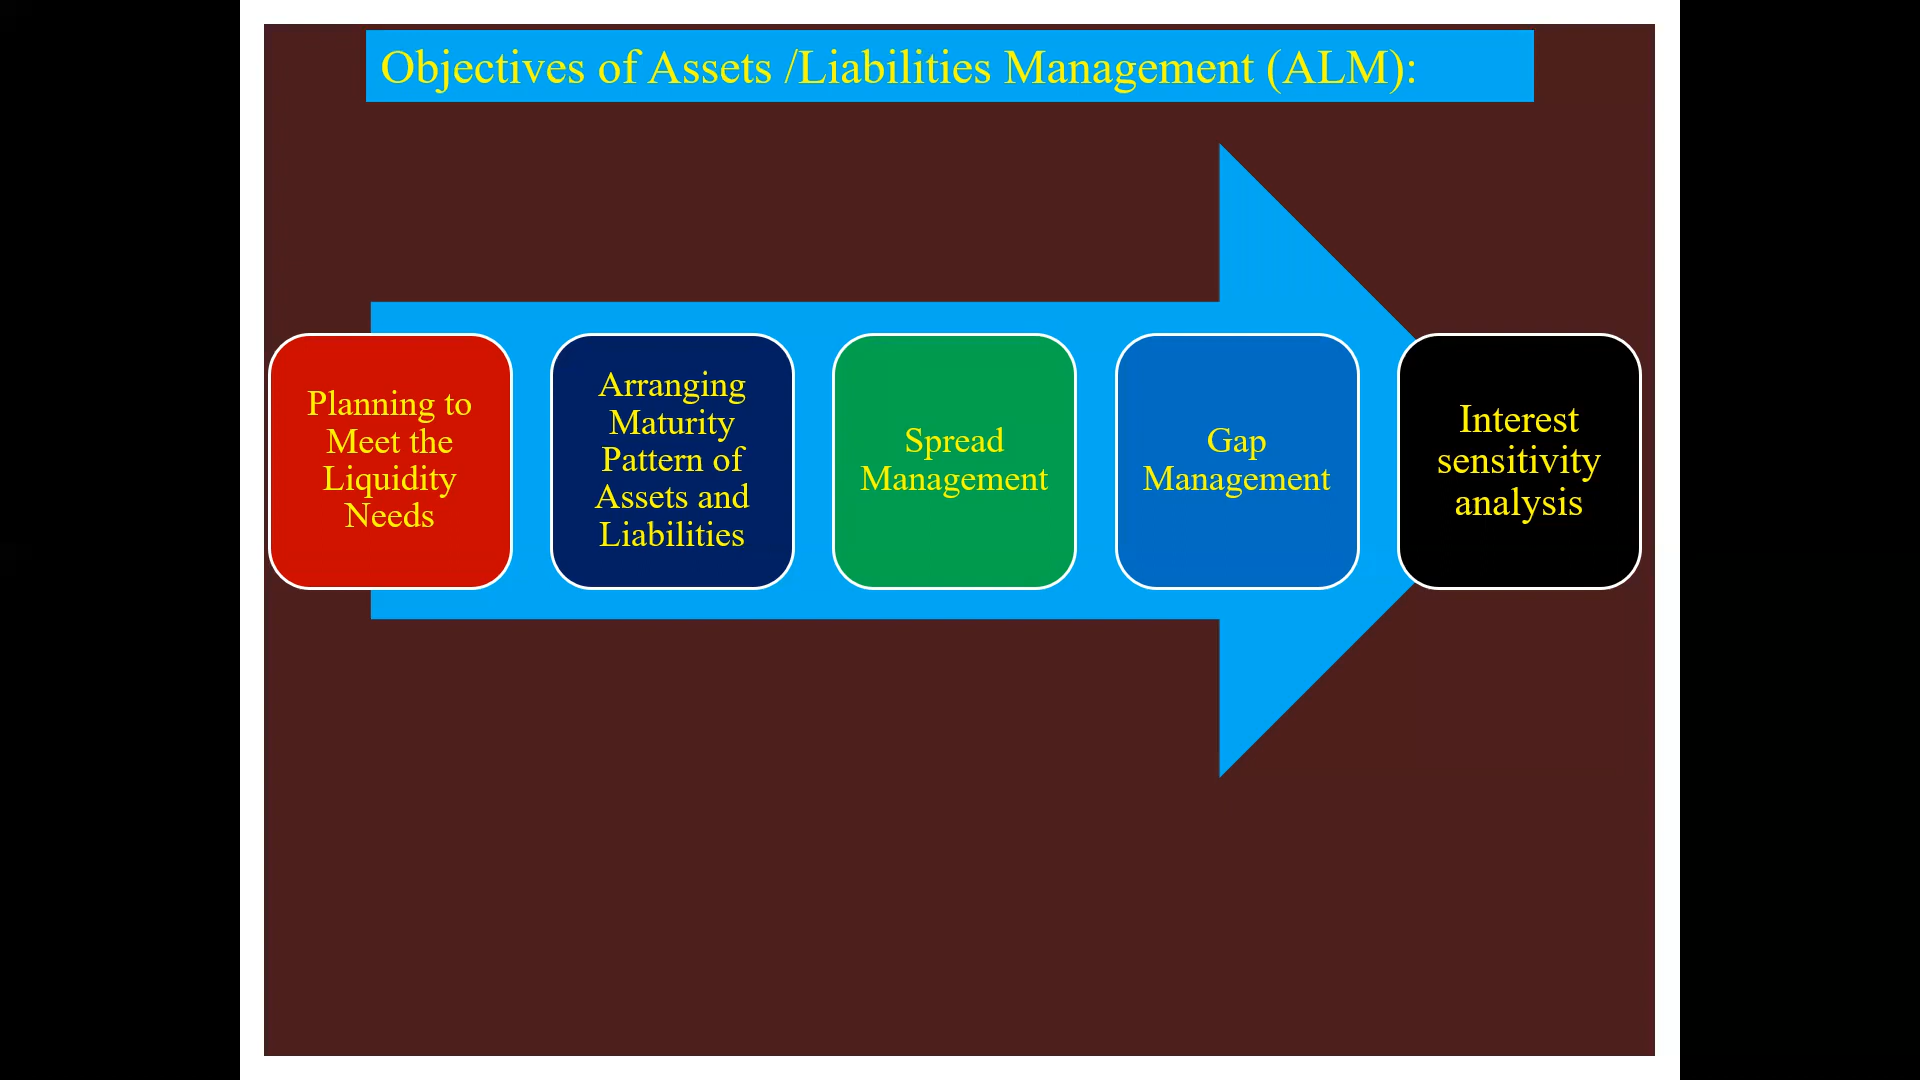 Objectives of Assets /Liabilities Management (ALM):
Planning to
Meet the
Liquidity
Needs
Arranging
Maturity
Pattern of
Assets and
Liabilities
Spread
Management
Gap
Management
Interest
sensitivity
analysis